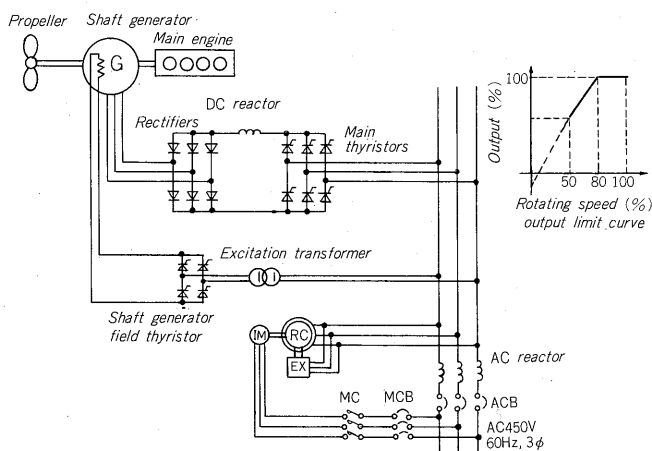 Propeller
Shaft generator
Main engine
G
DC reactor
Rectifiers
Main
thyristors
Output (%)
100
50
80
100
Rotating speed (%)
output limit curve
Excitation transformer
Shaft generator
field thyristor
IM
RC
EX
AC reactor
MC
MCB
ACB
AC450V
60Hz, 3ϕ